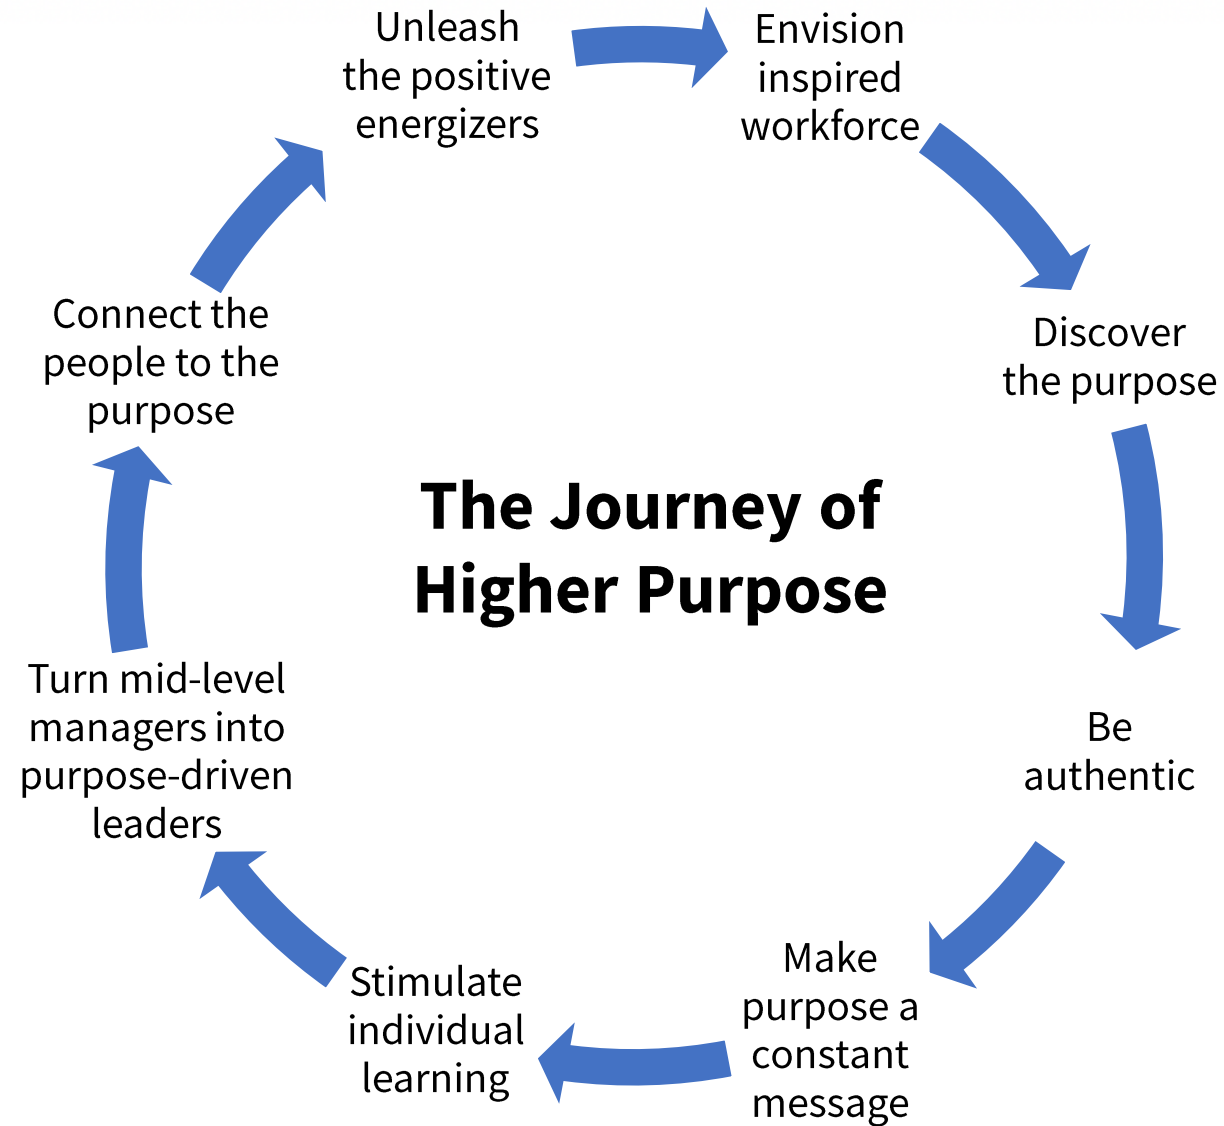 Unleash
the positive
energizers
Envision
inspired
workforce
Discover
the purpose
Be
authentic
Make
purpose a
constant
message
Stimulate
individual
learning
Turn mid-level
managers into
purpose-driven
leaders
Connect the
people to the
purpose
The Journey of
Higher Purpose